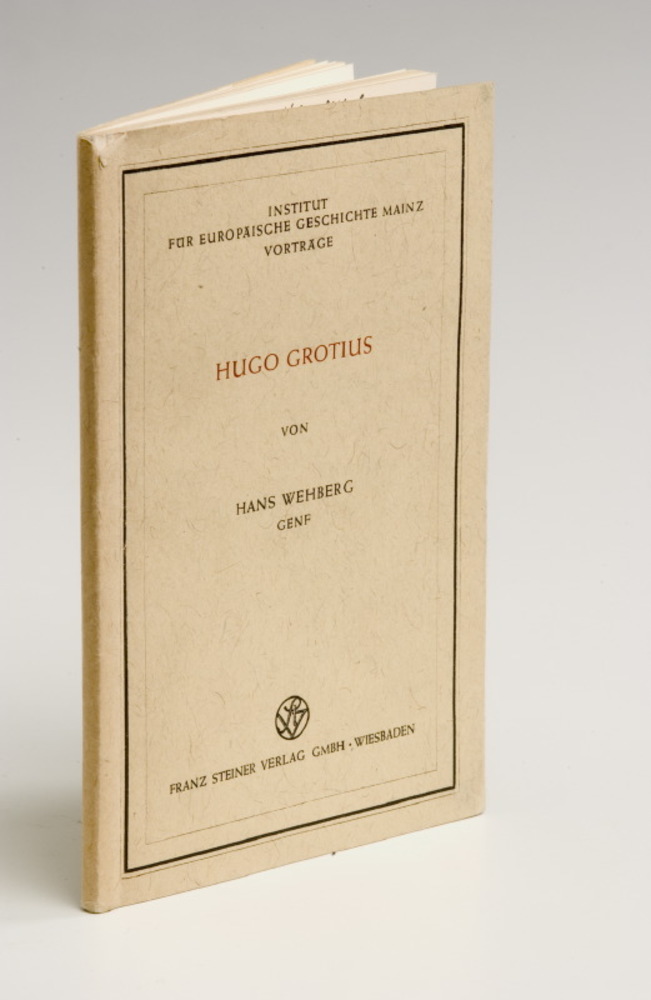 INSTITUT
FÜR EUROPÄISCHE GESCHICHTE MAINZ
VORTRÄGE
HUGO GROTIUS
VON
HANS WEHBERG
GENF
FRANZ STEINER VERLAG GMBH · WIESBADEN